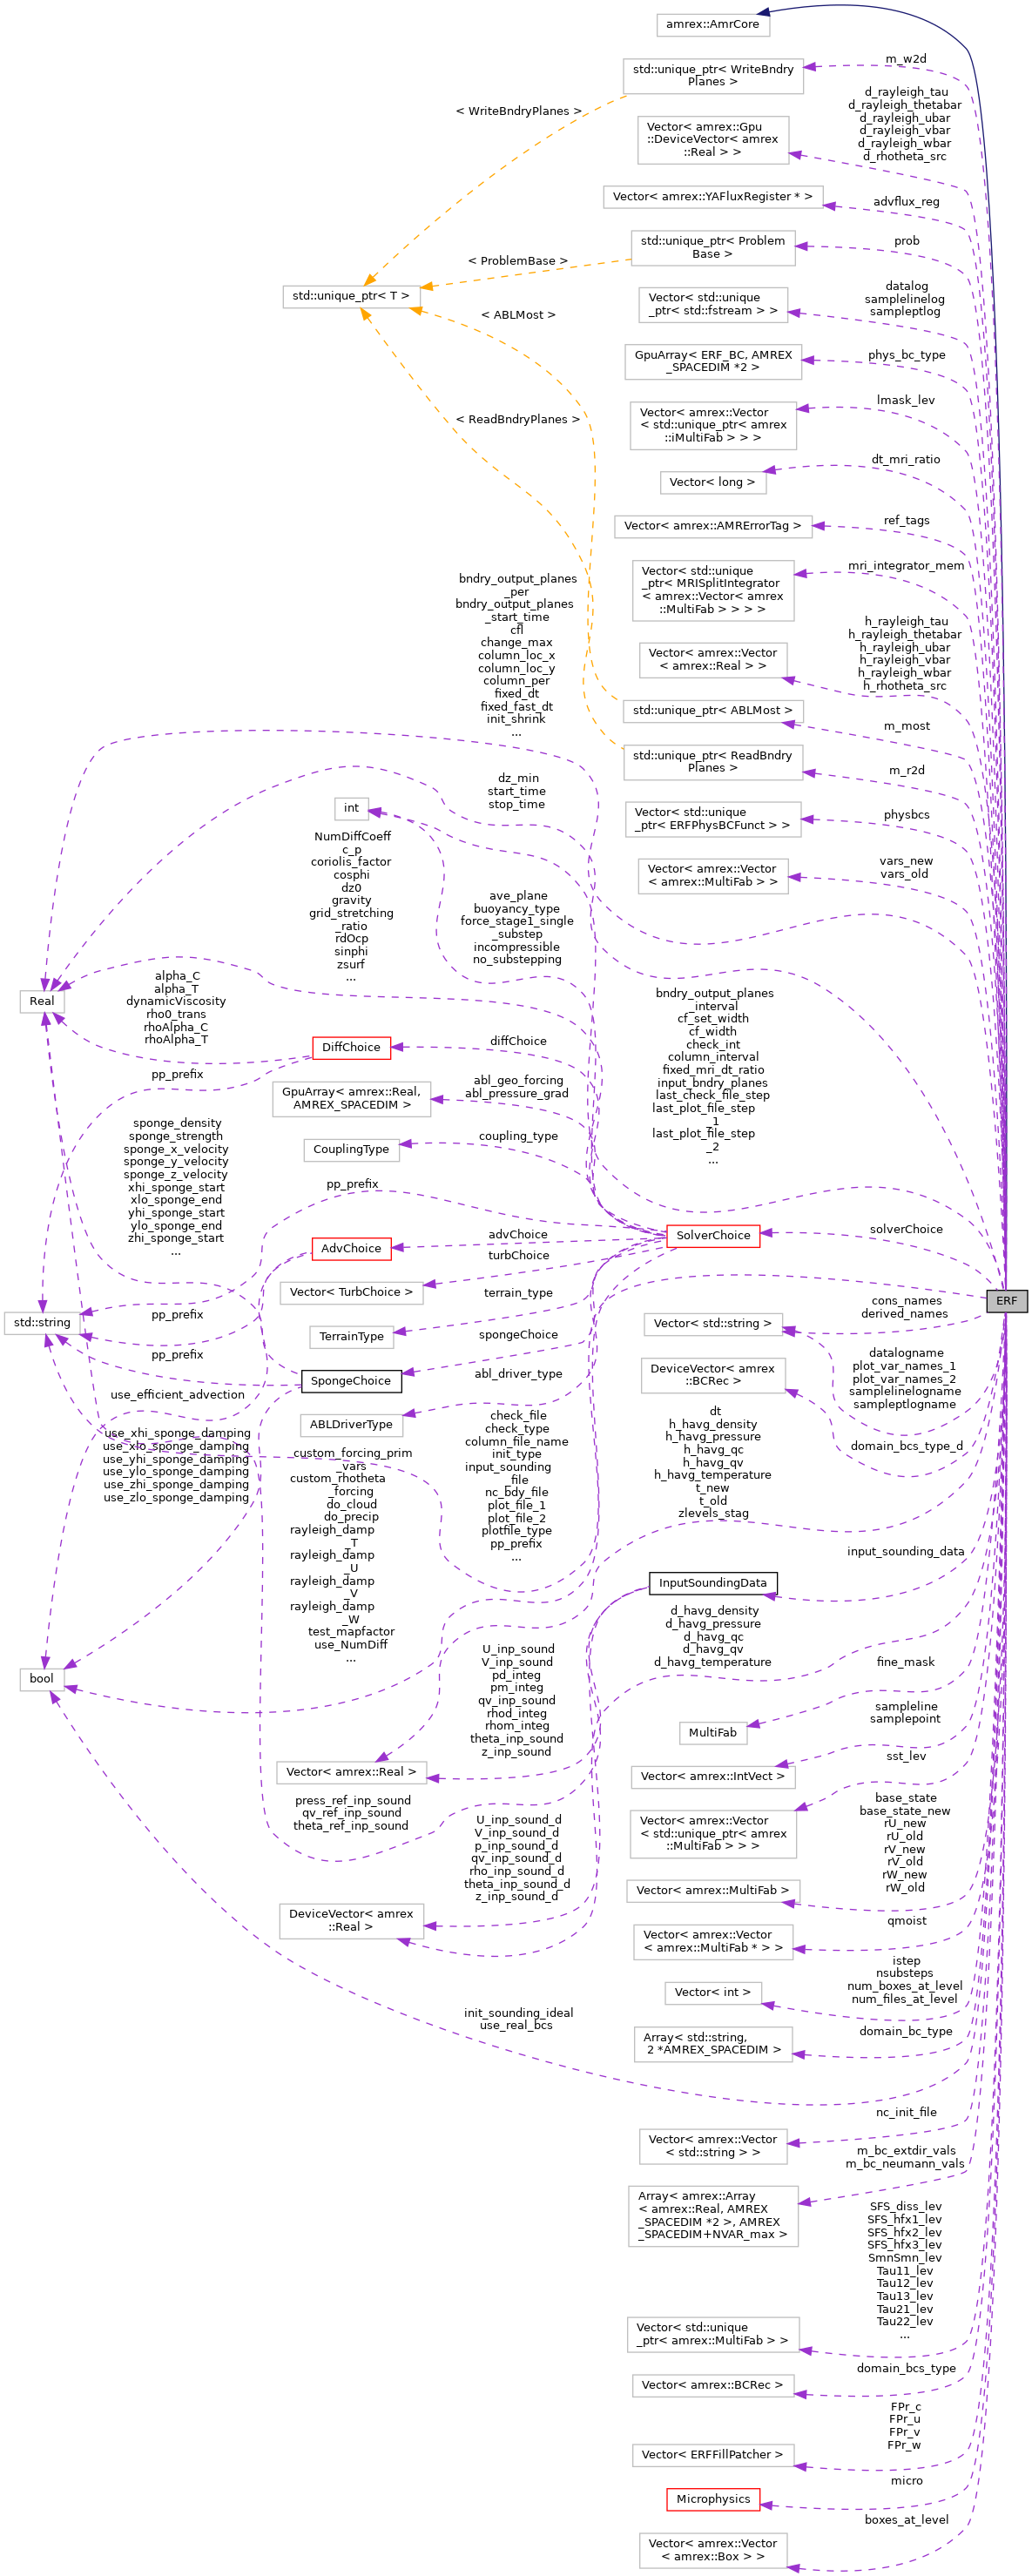 amrex::AmrCore
std::unique_ptr< WriteBndry
Planes >
m_w2d
< WriteBndryPlanes >
Vector< amrex::Gpu
::DeviceVector< amrex
::Real > >
d_rayleigh_tau
d_rayleigh_thetabar
d_rayleigh_ubar
d_rayleigh_vbar
d_rayleigh_wbar
d_rhotheta_src
Vector< amrex::YAFluxRegister * >
advflux_reg
std::unique_ptr< Problem
Base >
prob
< ProblemBase >
std::unique_ptr< T >
Vector< std::unique
_ptr< std::fstream > >
datalog
samplelinelog
sampleptlog
< ABLMost >
GpuArray< ERF_BC, AMREX
_SPACEDIM *2 >
phys_bc_type
Vector< amrex::Vector
< std::unique_ptr< amrex
::iMultiFab > > >
lmask_lev
< ReadBndryPlanes >
Vector< long >
dt_mri_ratio
Vector< amrex::AMRErrorTag >
ref_tags
Vector< std::unique
_ptr< MRISplitIntegrator
< amrex::Vector< amrex
::MultiFab > > > >
mri_integrator_mem
bndry_output_planes
_per
bndry_output_planes
_start_time
cfl
change_max
column_loc_x
column_loc_y
column_per
fixed_dt
fixed_fast_dt
init_shrink
...
Vector< amrex::Vector
< amrex::Real > >
h_rayleigh_tau
h_rayleigh_thetabar
h_rayleigh_ubar
h_rayleigh_vbar
h_rayleigh_wbar
h_rhotheta_src
std::unique_ptr< ABLMost >
m_most
std::unique_ptr< ReadBndry
Planes >
m_r2d
dz_min
start_time
stop_time
int
Vector< std::unique
_ptr< ERFPhysBCFunct > >
physbcs
Vector< amrex::Vector
< amrex::MultiFab > >
vars_new
vars_old
NumDiffCoeff
c_p
coriolis_factor
cosphi
dz0
gravity
grid_stretching
_ratio
rdOcp
sinphi
zsurf
...
ave_plane
buoyancy_type
force_stage1_single
_substep
incompressible
no_substepping
Real
alpha_C
alpha_T
dynamicViscosity
rho0_trans
rhoAlpha_C
rhoAlpha_T
bndry_output_planes
_interval
cf_set_width
cf_width
check_int
column_interval
fixed_mri_dt_ratio
input_bndry_planes
last_check_file_step
last_plot_file_step
_1
last_plot_file_step
_2
...
DiffChoice
diffChoice
pp_prefix
GpuArray< amrex::Real,
AMREX_SPACEDIM >
abl_geo_forcing
abl_pressure_grad
CouplingType
coupling_type
sponge_density
sponge_strength
sponge_x_velocity
sponge_y_velocity
sponge_z_velocity
xhi_sponge_start
xlo_sponge_end
yhi_sponge_start
ylo_sponge_end
zhi_sponge_start
...
pp_prefix
SolverChoice
solverChoice
AdvChoice
advChoice
turbChoice
Vector< TurbChoice >
terrain_type
ERF
std::string
pp_prefix
TerrainType
spongeChoice
Vector< std::string >
cons_names
derived_names
pp_prefix
SpongeChoice
abl_driver_type
DeviceVector< amrex
::BCRec >
datalogname
plot_var_names_1
plot_var_names_2
samplelinelogname
sampleptlogname
use_efficient_advection
ABLDriverType
domain_bcs_type_d
use_xhi_sponge_damping
use_xlo_sponge_damping
use_yhi_sponge_damping
use_ylo_sponge_damping
use_zhi_sponge_damping
use_zlo_sponge_damping
_custom_forcing_prim
_vars
custom_rhotheta
_forcing
do_cloud
do_precip
rayleigh_damp
_T
rayleigh_damp
_U
rayleigh_damp
_V
rayleigh_damp
_W
test_mapfactor
use_NumDiff
...
check_file
check_type
column_file_name
init_type
input_sounding
_file
nc_bdy_file
plot_file_1
plot_file_2
plotfile_type
pp_prefix
...
dt
h_havg_density
h_havg_pressure
h_havg_qc
h_havg_qv
h_havg_temperature
t_new
t_old
zlevels_stag
InputSoundingData
input_sounding_data
d_havg_density
d_havg_pressure
d_havg_qc
d_havg_qv
d_havg_temperature
bool
U_inp_sound
V_inp_sound
pd_integ
pm_integ
qv_inp_sound
rhod_integ
rhom_integ
theta_inp_sound
z_inp_sound
fine_mask
MultiFab
sampleline
samplepoint
Vector< amrex::Real >
Vector< amrex::IntVect >
sst_lev
press_ref_inp_sound
qv_ref_inp_sound
theta_ref_inp_sound
Vector< amrex::Vector
< std::unique_ptr< amrex
::MultiFab > > >
U_inp_sound_d
V_inp_sound_d
p_inp_sound_d
qv_inp_sound_d
rho_inp_sound_d
theta_inp_sound_d
z_inp_sound_d
base_state
base_state_new
rU_new
rU_old
rV_new
rV_old
rW_new
rW_old
Vector< amrex::MultiFab >
DeviceVector< amrex
::Real >
qmoist
Vector< amrex::Vector
< amrex::MultiFab * > >
istep
nsubsteps
num_boxes_at_level
num_files_at_level
Vector< int >
init_sounding_ideal
use_real_bcs
Array< std::string,
2 *AMREX_SPACEDIM >
domain_bc_type
nc_init_file
Vector< amrex::Vector
< std::string > >
m_bc_extdir_vals
m_bc_neumann_vals
Array< amrex::Array
< amrex::Real, AMREX
_SPACEDIM *2 >, AMREX
_SPACEDIM+NVAR_max >
SFS_diss_lev
SFS_hfx1_lev
SFS_hfx2_lev
SFS_hfx3_lev
SmnSmn_lev
Tau11_lev
Tau12_lev
Tau13_lev
Tau21_lev
Tau22_lev
...
Vector< std::unique
_ptr< amrex::MultiFab > >
domain_bcs_type
Vector< amrex::BCRec >
FPr_c
FPr_u
FPr_v
FPr_w
Vector< ERFFillPatcher >
micro
Microphysics
boxes_at_level
Vector< amrex::Vector
< amrex::Box > >